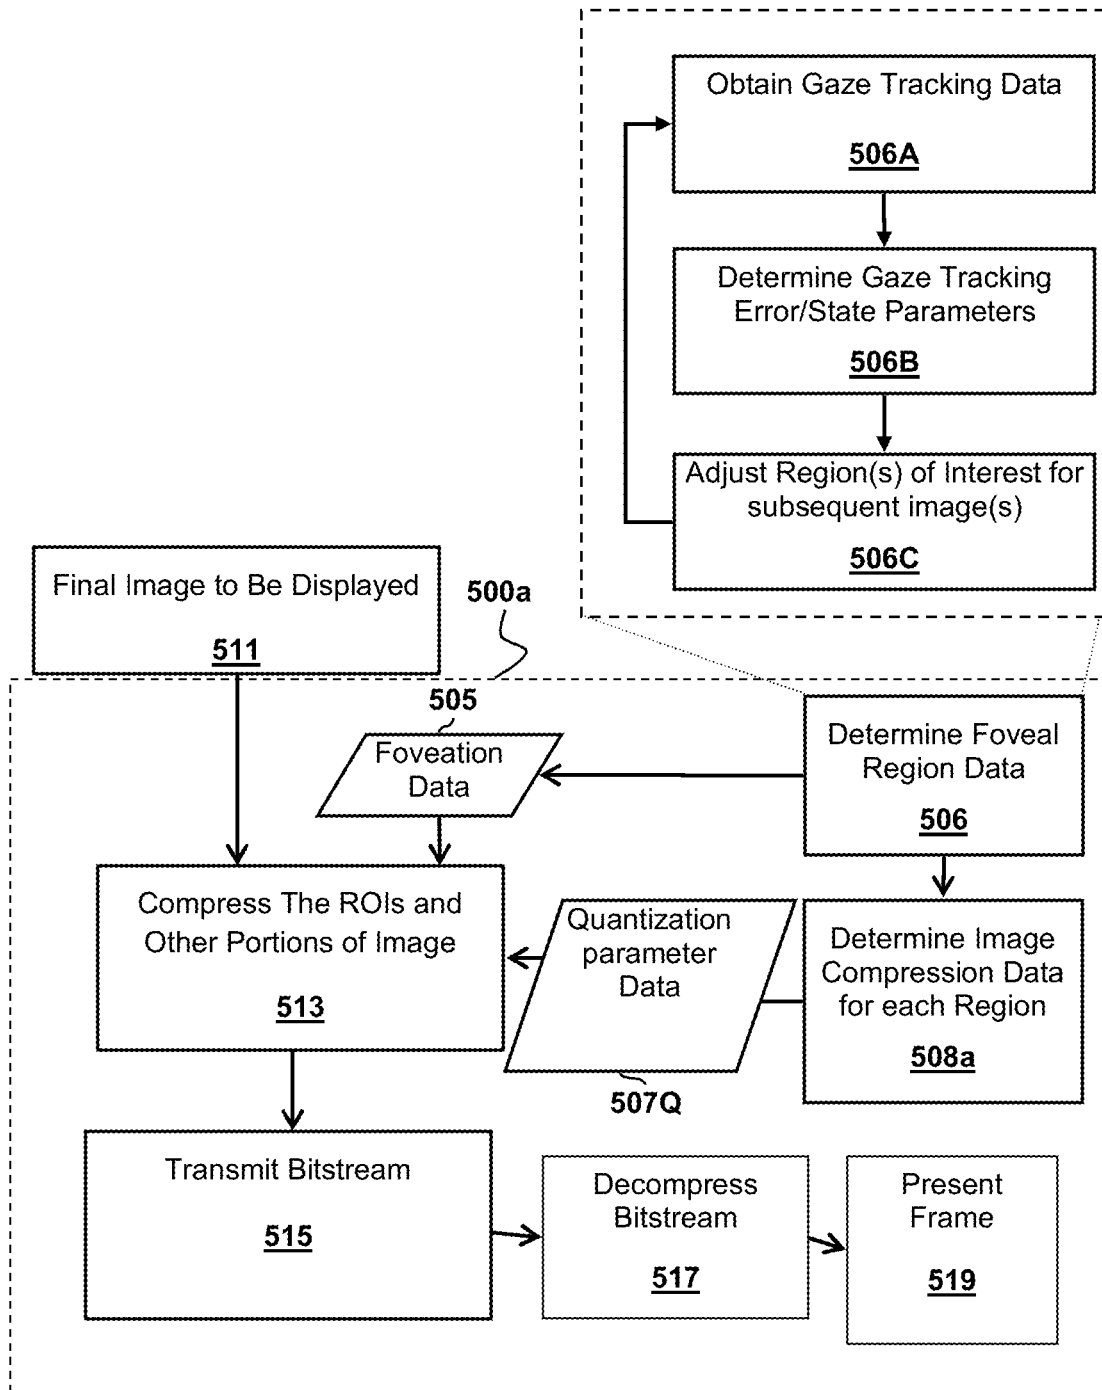 Obtain Gaze Tracking Data
506A
Determine Gaze Tracking
Error/State Parameters
506B
Adjust Region(s) of Interest for
subsequent image(s)
506C
Final Image to Be Displayed
511
500a
505
Foveation
Data
Determine Foveal
Region Data
506
Compress The ROIs and
Other Portions of Image
513
Quantization
parameter
Data
507Q
Determine Image
Compression Data
for each Region
508a
Transmit Bitstream
515
Decompress
Bitstream
517
Present
Frame
519